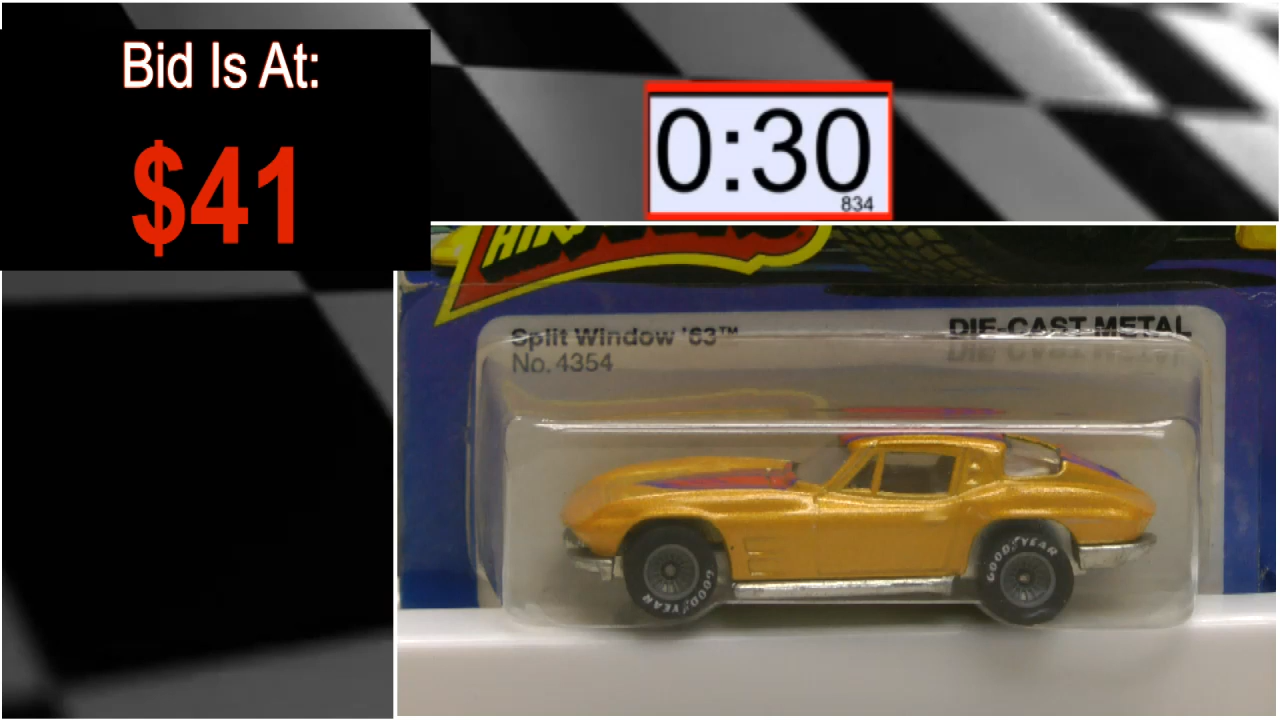 Bid Is At:
$41
0:30
834
Split Window '63™
No. 4354
DIE-CAST METAL
GOODYEAR
GOODYEAR